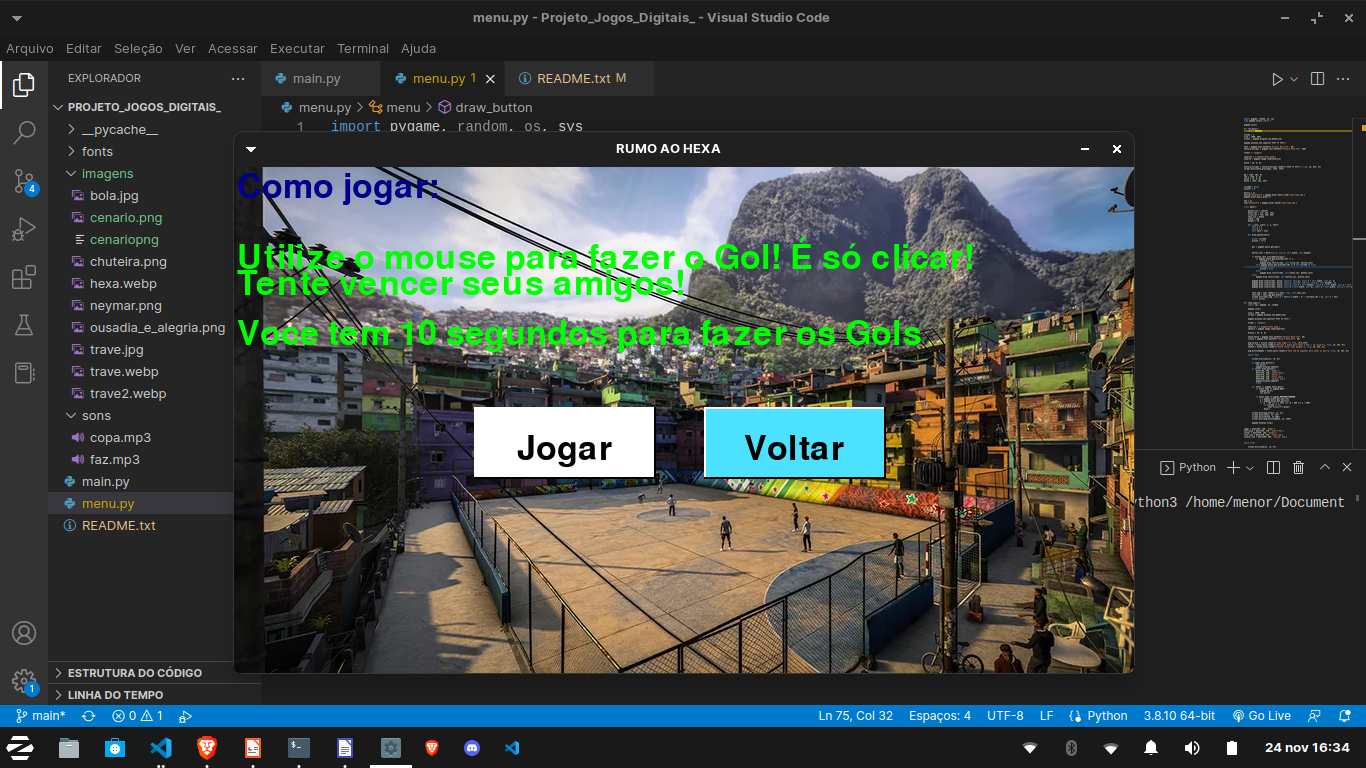 menu.py - Projeto_Jogos_Digitais_ - Visual Studio Code
Arquivo Editar Seleção Ver Acessar Executar Terminal Ajuda
EXPLORADOR
main.py
menu.py 1
README.txt M
PROJETO_JOGOS_DIGITAIS_
menu.py > menu > draw_button
1 import pygame, random, os, sys
__pycache__
fonts
imagens
bola.jpg
cenario.png
cenariopng
chuteira.png
hexa.webp
neymar.png
ousadia_e_alegria.png
trave.jpg
trave.webp
trave2.webp
sons
copa.mp3
faz.mp3
main.py
menu.py
README.txt
4
RUMO AO HEXA
Como jogar:
Utilize o mouse para fazer o Gol! É só clicar!
Tente vencer seus amigos!
Voce tem 10 segundos para fazer os Gols
Jogar
Voltar
Python
ython3 /home/menor/Document
ESTRUTURA DO CÓDIGO
LINHA DO TEMPO
1
main* 0 1
Ln 75, Col 32 Espaços: 4 UTF-8 LF Python 3.8.10 64-bit Go Live
24 nov 16:34